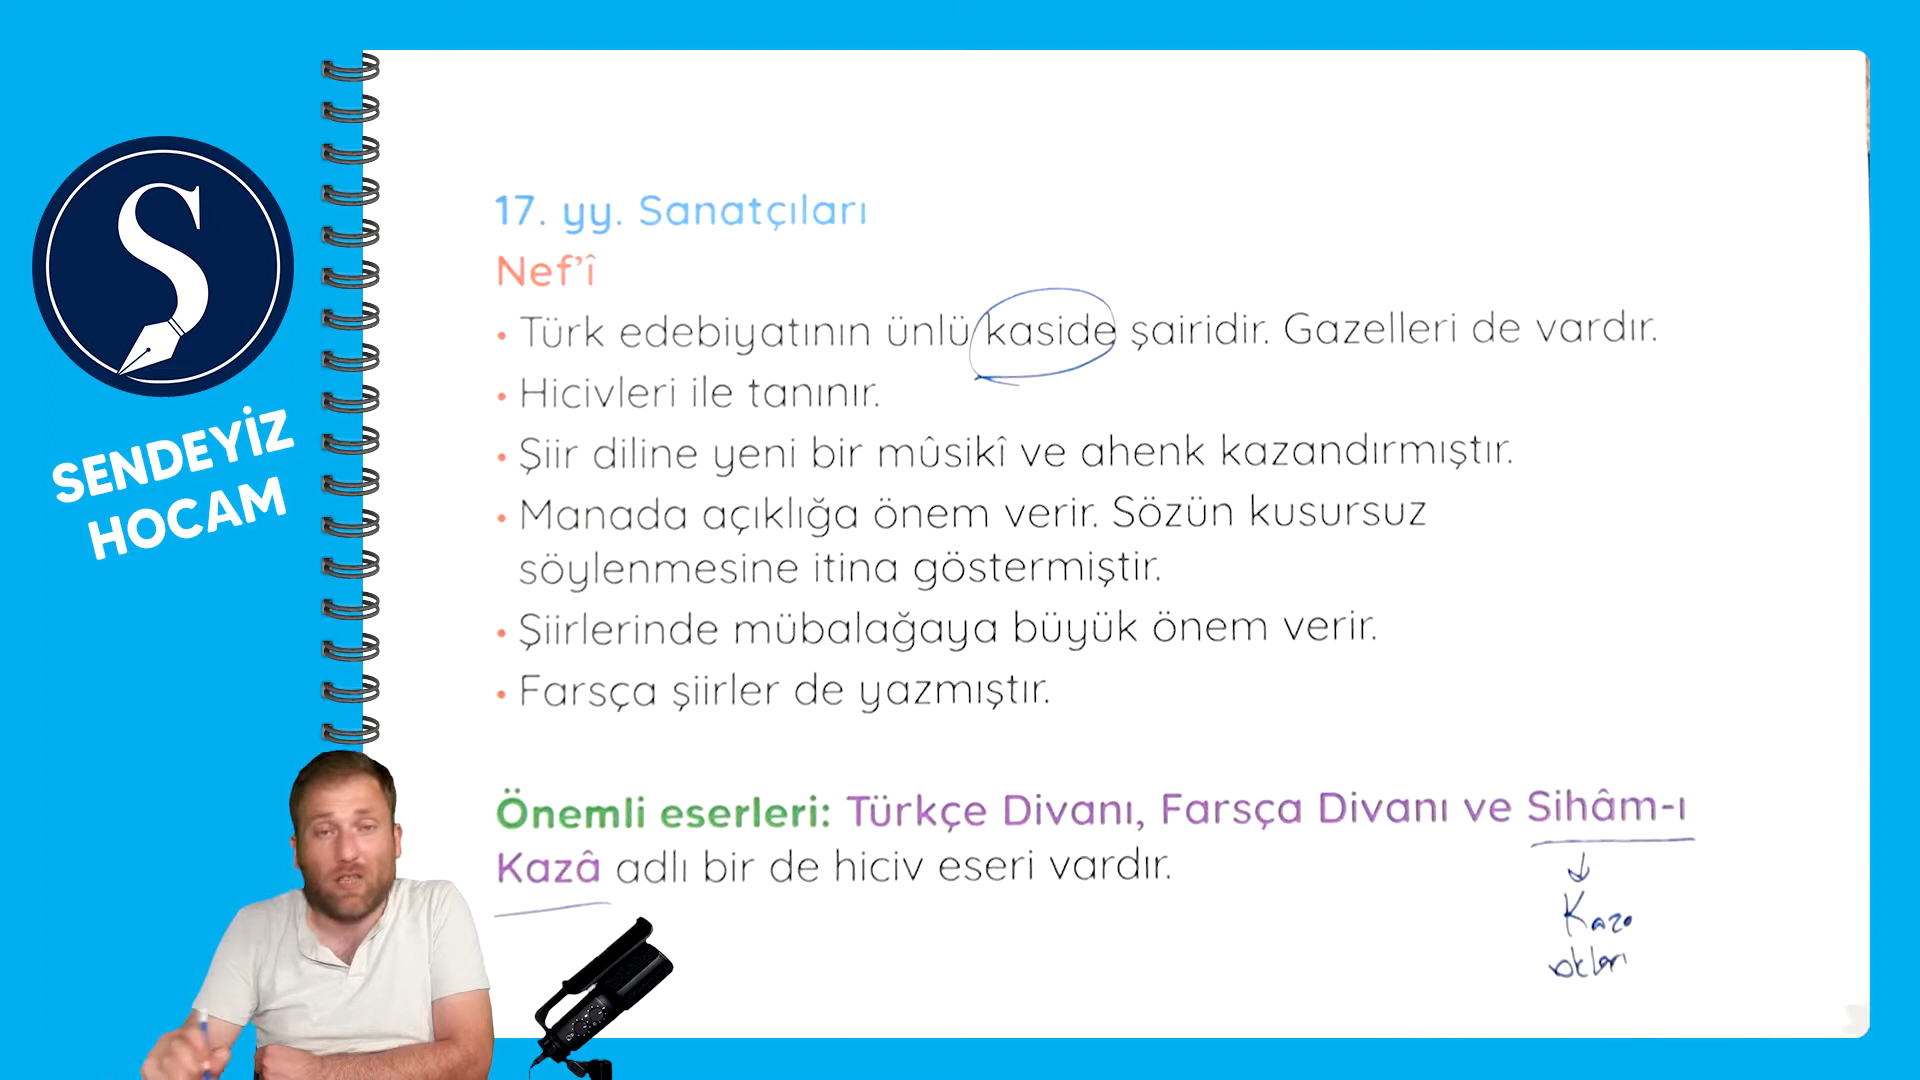 S
SENDEYİZ
HOCAM
17. yy. Sanatçıları
Nef'î
• Türk edebiyatının ünlü kaside şairidir. Gazelleri de vardır.
• Hicivleri ile tanınır.
• Şiir diline yeni bir mûsikî ve ahenk kazandırmıştır.
• Manada açıklığa önem verir. Sözün kusursuz
söylenmesine itina göstermiştir.
• Şiirlerinde mübalağaya büyük önem verir.
• Farsça şiirler de yazmıştır.
Önemli eserleri: Türkçe Divanı, Farsça Divanı ve Sihâm-ı
Kazâ adlı bir de hiciv eseri vardır.
Kaza
okları